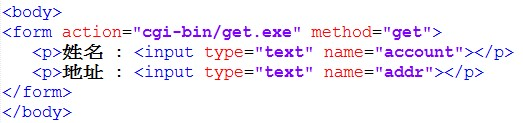 <body>
<form action="cgi-bin/get.exe" method="get">
<p>姓名 : <input type="text" name="account"></p>
<p>地址 : <input type="text" name="addr"></p>
</form>
</body>